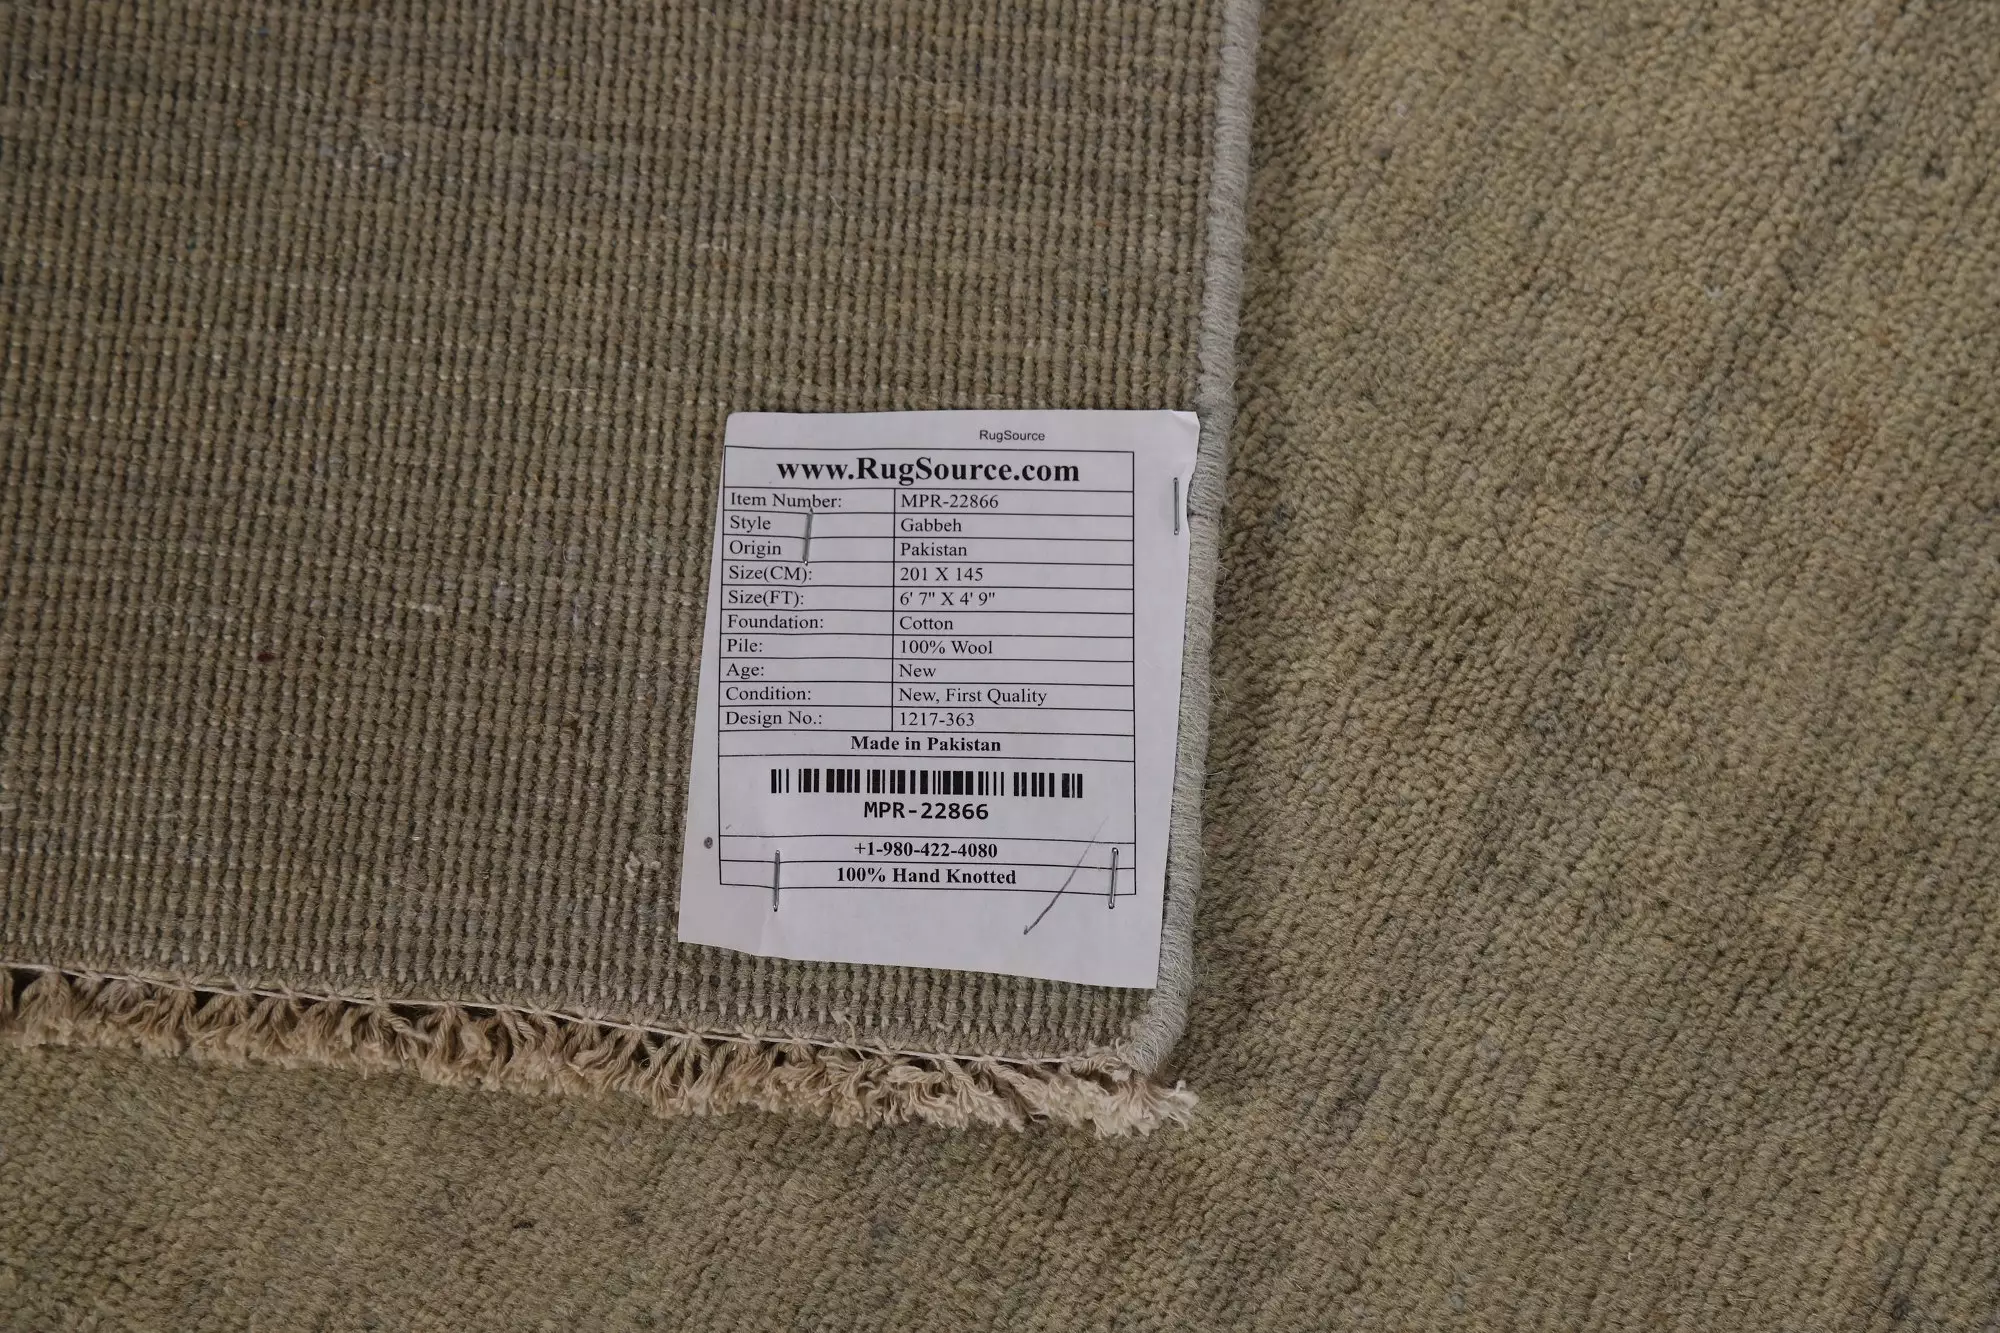 RugSource
www.RugSource.com
Item Number: MPR-22866
Style Gabbeh
Origin Pakistan
Size(CM): 201 X 145
Size(FT): 6' 7" X 4' 9"
Foundation: Cotton
Pile: 100% Wool
Age: New
Condition: New, First Quality
Design No.: 1217-363
Made in Pakistan
MPR-22866
+1-980-422-4080
100% Hand Knotted